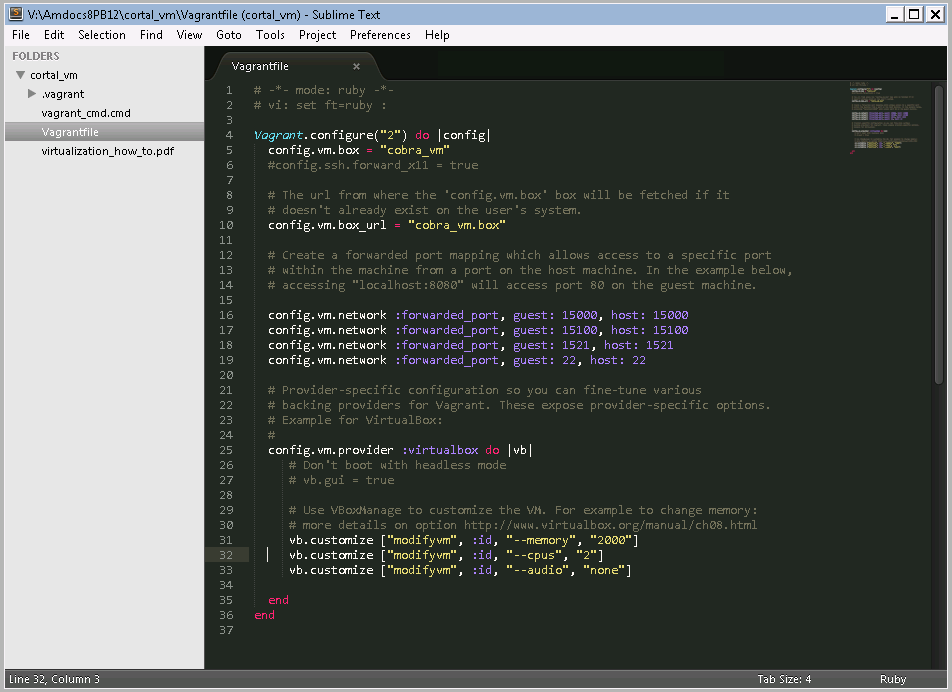 V:\Amdocs8PB12\cortal_vm\Vagrantfile (cortal_vm) - Sublime Text
File Edit Selection Find View Goto Tools Project Preferences Help
FOLDERS
cortal_vm
.vagrant
vagrant_cmd.cmd
Vagrantfile
virtualization_how_to.pdf
Vagrantfile ×
1 # -*- mode: ruby -*-
2 # vi: set ft=ruby :
3
4 Vagrant.configure("2") do |config|
5 config.vm.box = "cobra_vm"
6 #config.ssh.forward_x11 = true
7
8 # The url from where the 'config.vm.box' box will be fetched if it
9 # doesn't already exist on the user's system.
10 config.vm.box_url = "cobra_vm.box"
11
12 # Create a forwarded port mapping which allows access to a specific port
13 # within the machine from a port on the host machine. In the example below,
14 # accessing "localhost:8080" will access port 80 on the guest machine.
15
16 config.vm.network :forwarded_port, guest: 15000, host: 15000
17 config.vm.network :forwarded_port, guest: 15100, host: 15100
18 config.vm.network :forwarded_port, guest: 1521, host: 1521
19 config.vm.network :forwarded_port, guest: 22, host: 22
20
21 # Provider-specific configuration so you can fine-tune various
22 # backing providers for Vagrant. These expose provider-specific options.
23 # Example for VirtualBox:
24 #
25 config.vm.provider :virtualbox do |vb|
26 # Don't boot with headless mode
27 # vb.gui = true
28
29 # Use VBoxManage to customize the VM. For example to change memory:
30 # more details on option http://www.virtualbox.org/manual/ch08.html
31 vb.customize ["modifyvm", :id, "--memory", "2000"]
32 vb.customize ["modifyvm", :id, "--cpus", "2"]
33 vb.customize ["modifyvm", :id, "--audio", "none"]
34
35 end
36 end
37
Line 32, Column 3 Tab Size: 4 Ruby